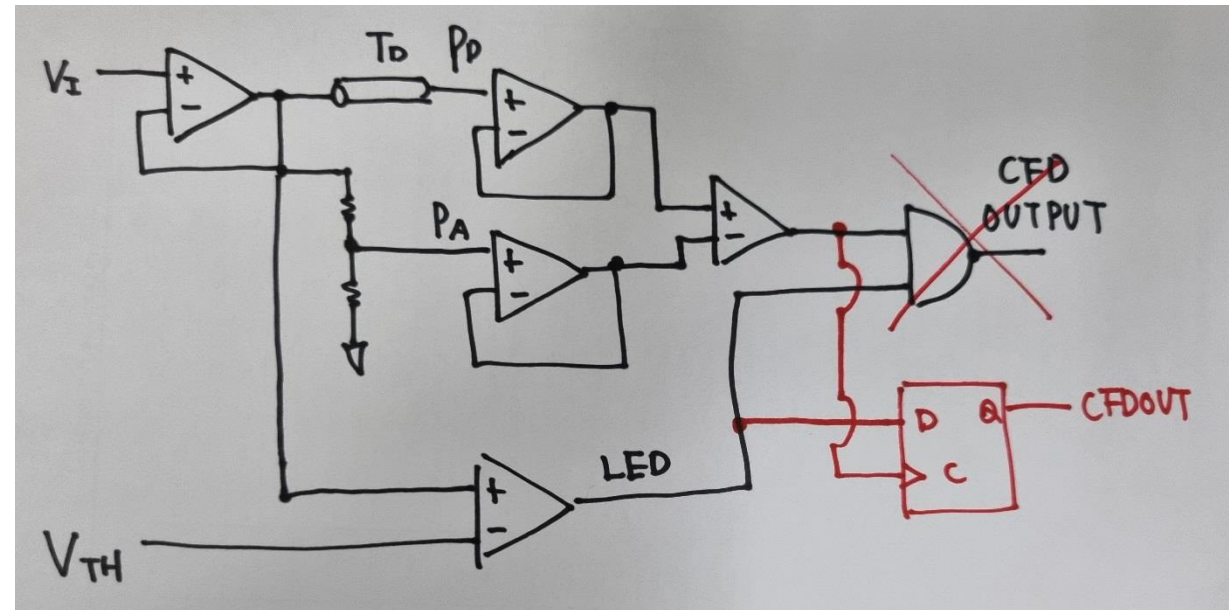 VI
+
−
TD
PD
+
−
PA
+
−
+
−
CFD
OUTPUT
VTH
+
−
LED
D
Q
C
CFDOUT